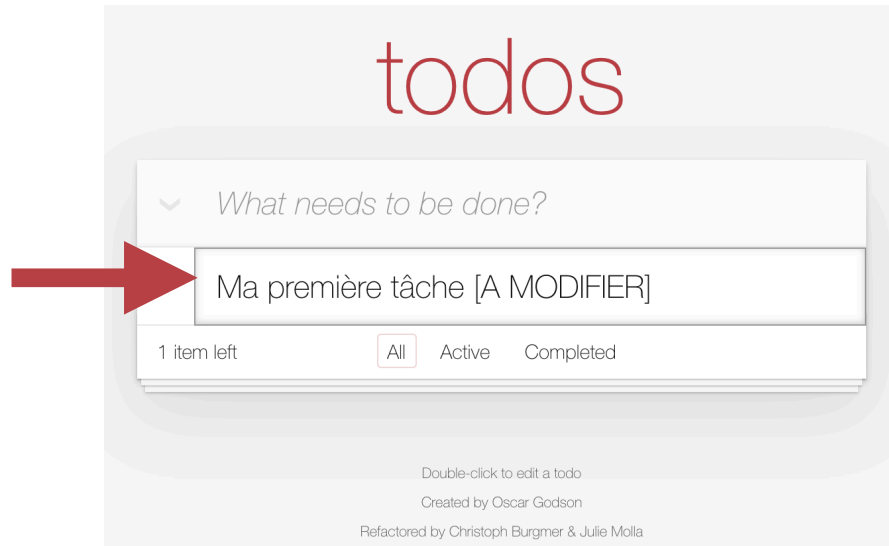 todos
What needs to be done?
Ma première tâche [A MODIFIER]
1 item left All Active Completed
Double-click to edit a todo
Created by Oscar Godson
Refactored by Christoph Burgmer & Julie Molla